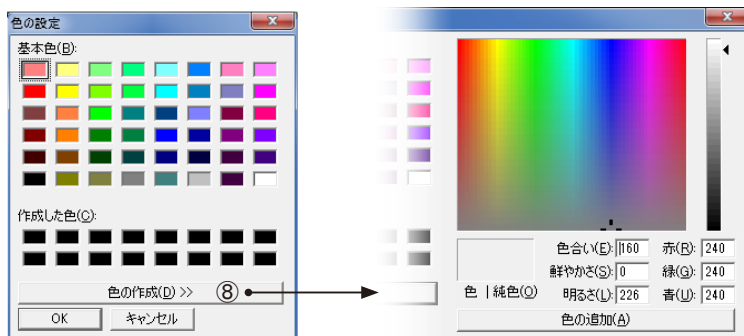 色の設定
基本色(B):
作成した色(C):
色の作成(D) >>
⑧
OK
キャンセル
色合い(E): 160
赤(R): 240
鮮やかさ(S): 0
緑(G): 240
色 | 純色(O)
明るさ(L): 226
青(U): 240
色の追加(A)